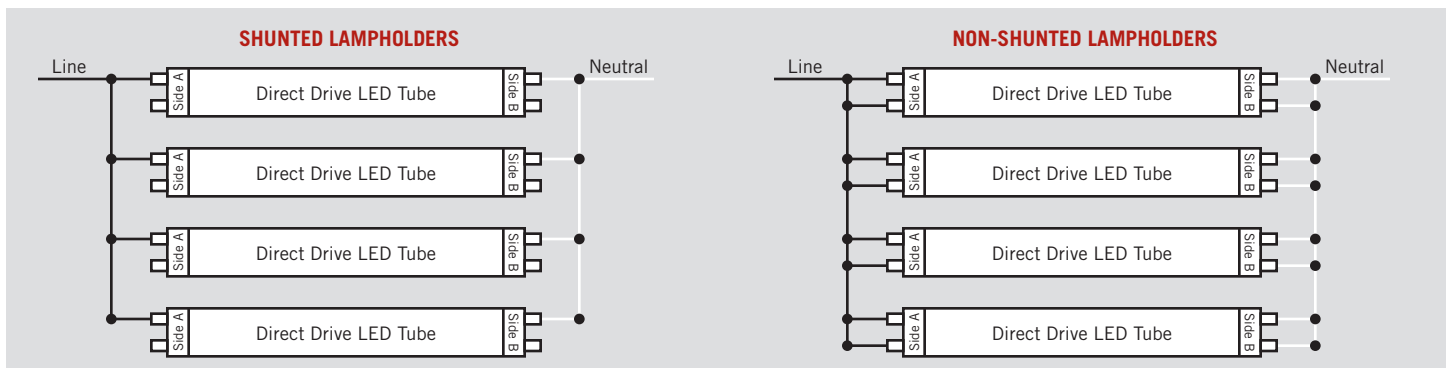 SHUNTED LAMPHOLDERS
Line
Neutral
Side A
Direct Drive LED Tube
Side B
Side A
Direct Drive LED Tube
Side B
Side A
Direct Drive LED Tube
Side B
Side A
Direct Drive LED Tube
Side B
NON-SHUNTED LAMPHOLDERS
Line
Neutral
Side A
Direct Drive LED Tube
Side B
Side A
Direct Drive LED Tube
Side B
Side A
Direct Drive LED Tube
Side B
Side A
Direct Drive LED Tube
Side B